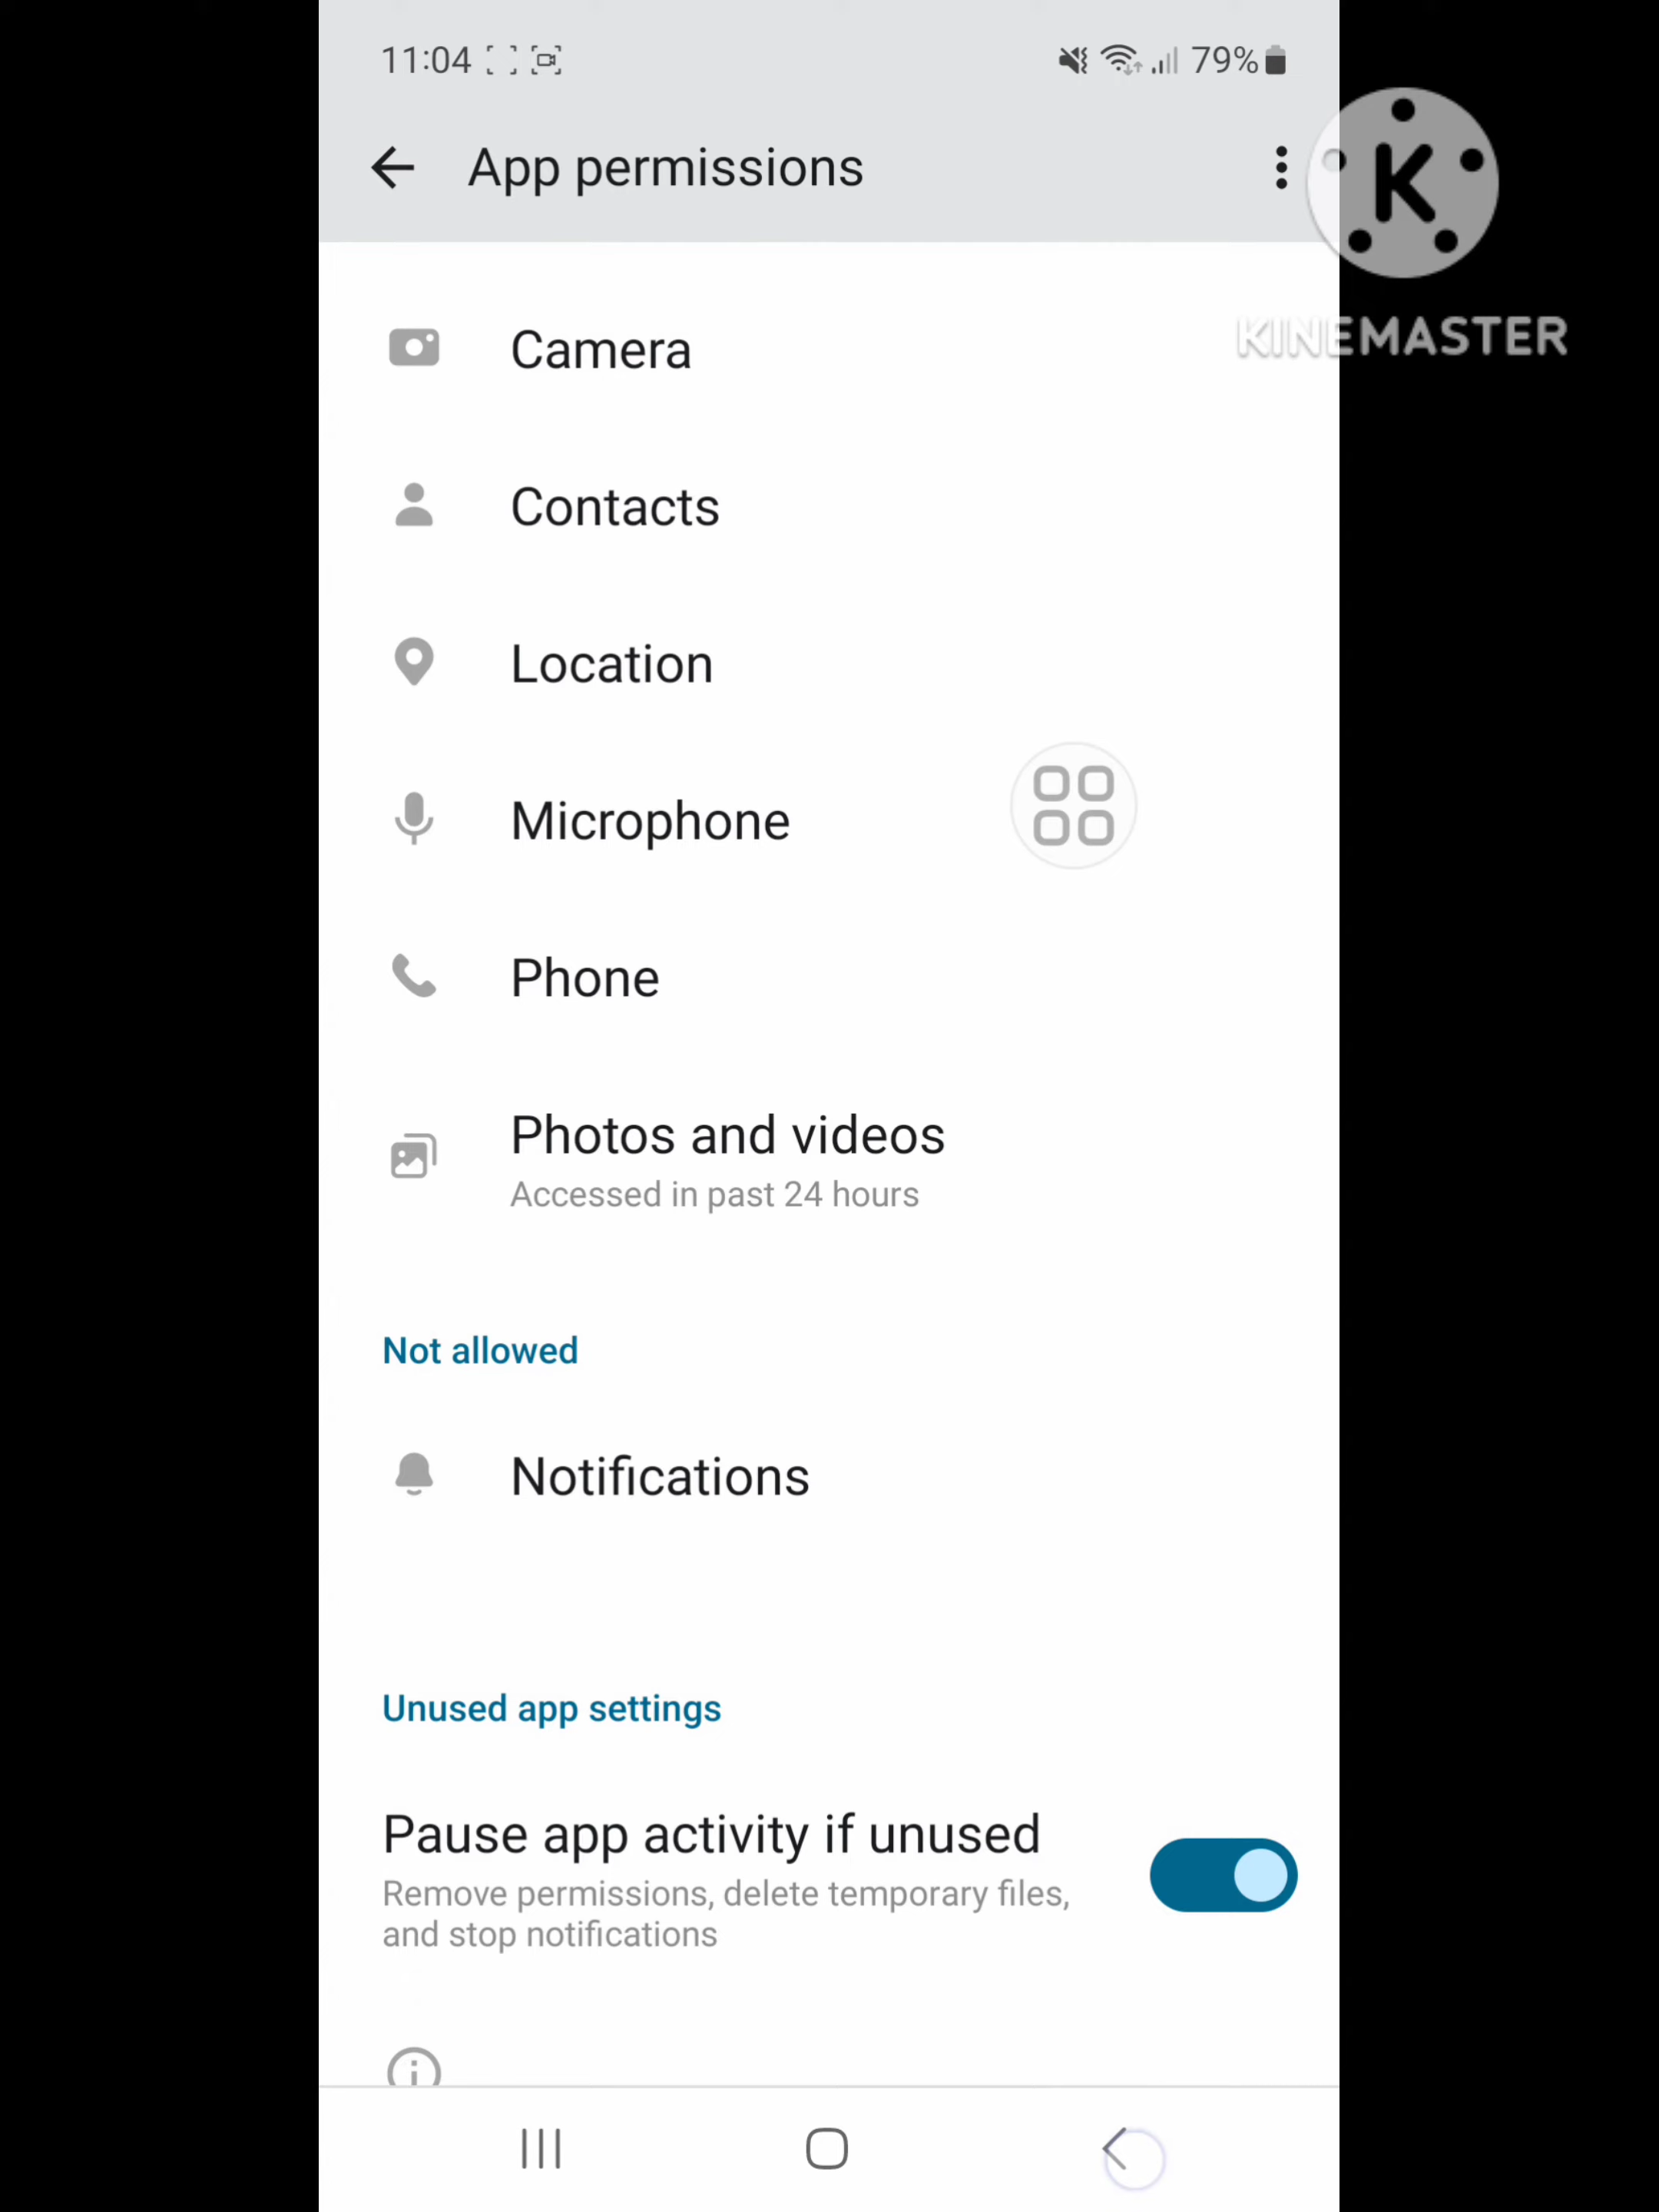 11:04
79%
App permissions
K
KINEMASTER
Camera
Contacts
Location
Microphone
Phone
Photos and videos
Accessed in past 24 hours
Not allowed
Notifications
Unused app settings
Pause app activity if unused
Remove permissions, delete temporary files,
and stop notifications